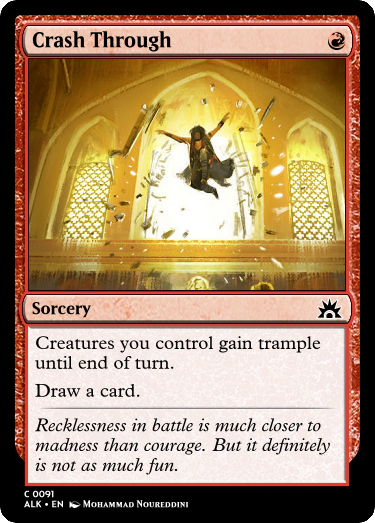 Crash Through
Sorcery
Creatures you control gain trample
until end of turn.
Draw a card.
Recklessness in battle is much closer to
madness than courage. But it definitely
is not as much fun.
C 0091
ALK • EN Mohammad Noureddini